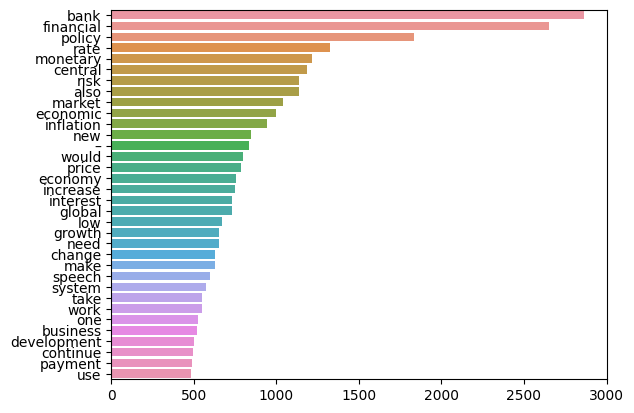 bank
financial
policy
rate
monetary
central
risk
also
market
economic
inflation
new
–
would
price
economy
increase
interest
global
low
growth
need
change
make
speech
system
take
work
one
business
development
continue
payment
use
0 500 1000 1500 2000 2500 3000